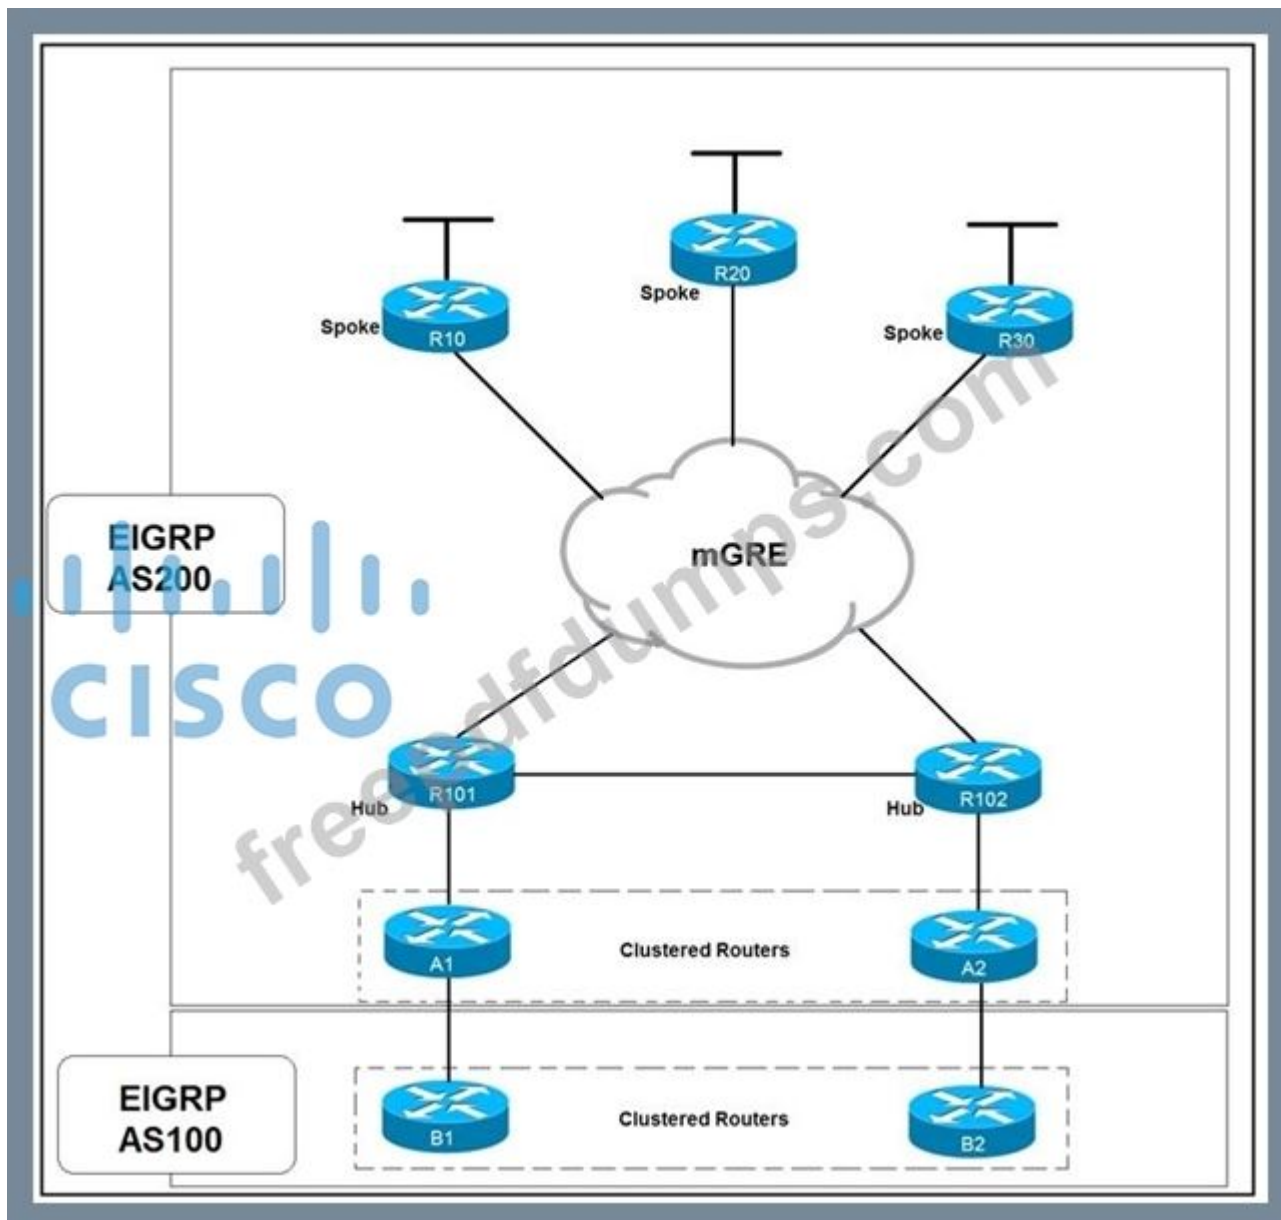 R20
Spoke
R10
Spoke
R30
Spoke
mGRE
EIGRP
AS200
CISCO
freepdfdumps.com
R101
Hub
R102
Hub
A1
Clustered Routers
A2
EIGRP
AS100
B1
Clustered Routers
B2